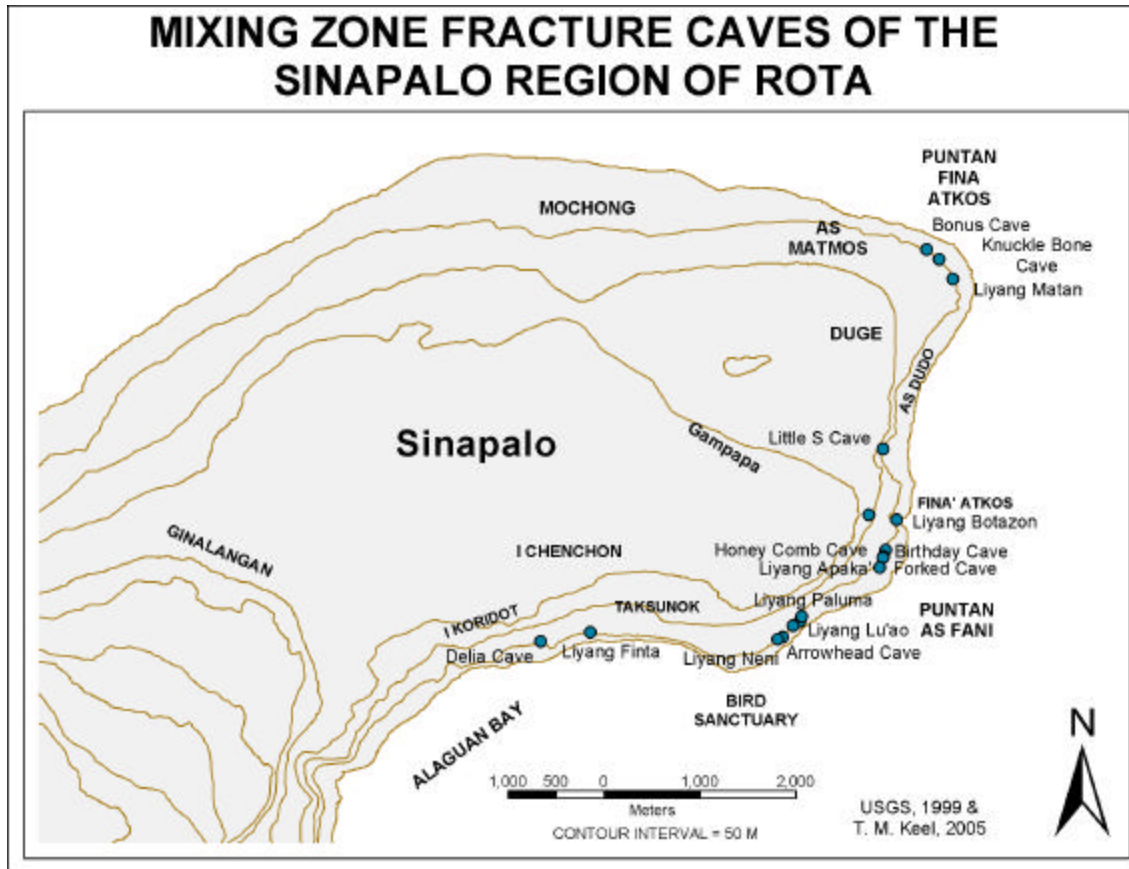 MIXING ZONE FRACTURE CAVES OF THE
SINAPALO REGION OF ROTA
PUNTAN
FINA
ATKOS
MOCHONG
AS
MATMOS
Bonus Cave
Knuckle Bone
Cave
Liyang Matan
DUGE
AS DUDO
Sinapalo
Gampapa
Little S Cave
FINA' ATKOS
Liyang Botazon
GINALANGAN
I CHENCHON
Honey Comb Cave
Birthday Cave
Liyang Apaka'
Forked Cave
I KORIDOT
TAKSUNOK
Liyang Paluma
PUNTAN
AS FANI
Liyang Lu'ao
Delia Cave
Liyang Finta
Liyang Neni
Arrowhead Cave
BIRD
SANCTUARY
ALAGUAN BAY
N
1,000 500 0 1,000 2,000
Meters
CONTOUR INTERVAL = 50 M
USGS, 1999 &
T. M. Keel, 2005